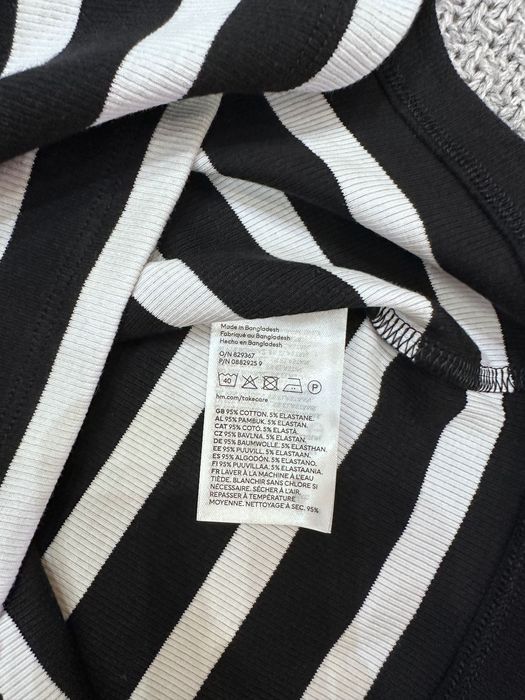 Made in Bangladesh
Fabriqué au Bangladesh
Hecho en Bangladesh
O/N 829367
P/N 0882925 9
40 P
hm.com/takecare
GB 95% COTTON, 5% ELASTANE.
AL 95% PAMBUK, 5% ELASTAN.
CAT 95% COTÓ, 5% ELASTÀ.
CZ 95% BAVLNA, 5% ELASTAN.
DE 95% BAUMWOLLE, 5% ELASTHAN.
EE 95% PUUVILL, 5% ELASTAAN.
ES 95% ALGODÓN, 5% ELASTANO.
FI 95% PUUVILLAA, 5% ELASTAANIA.
FR LAVER À LA MACHINE À L'EAU
TIÈDE, BLANCHIR SANS CHLORE SI
NÉCESSAIRE. SÉCHER À L'AIR.
REPASSER À TEMPÉRATURE
MOYENNE. NETTOYAGE À SEC. 95%